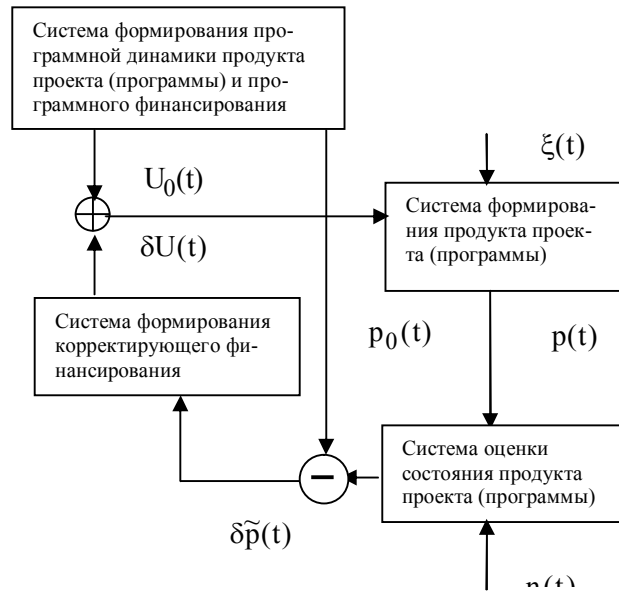 Система формирования про-
граммной динамики продукта
проекта (программы) и про-
граммного финансирования
ξ(t)
U₀(t)
Система формирова-
ния продукта проек-
та (программы)
δU(t)
Система формирования
корректирующего фи-
нансирования
p₀(t)
p(t)
Система оценки
состояния продукта
проекта (программы)
δp̃(t)